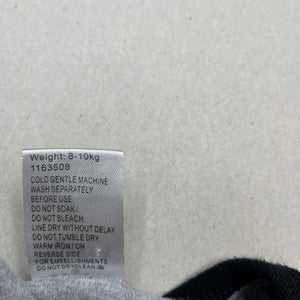 Weight: 8-10kg
1163508
COLD GENTLE MACHINE
WASH SEPARATELY
BEFORE USE
DO NOT SOAK
DO NOT BLEACH
LINE DRY WITHOUT DELAY
DO NOT TUMBLE DRY
WARM IRON / ON
REVERSE SIDE
FOR EMBELLISHMENTS
DO NOT DRYCLEAN